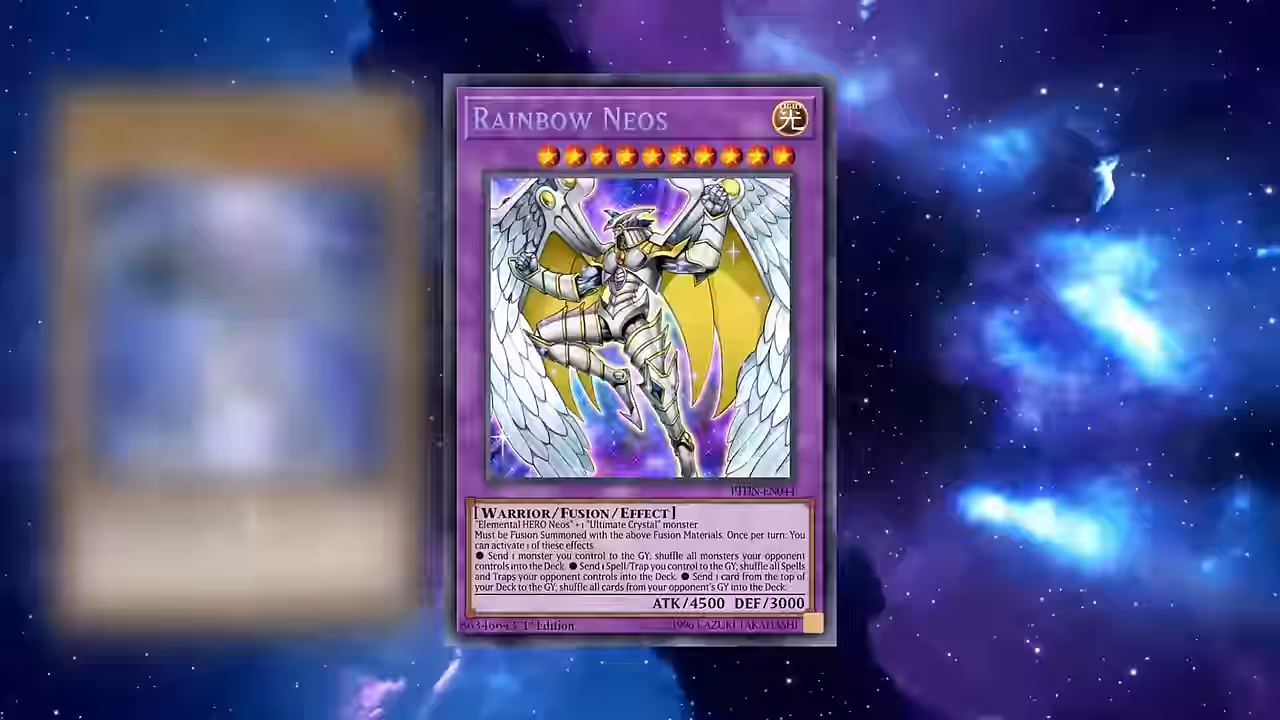 RAINBOW NEOS
LIGHT
光
[WARRIOR/FUSION/EFFECT]
"Elemental HERO Neos" + 1 "Ultimate Crystal" monster
Must be Fusion Summoned with the above Fusion Materials. Once per turn: You
can activate 1 of these effects.
● Send 1 monster you control to the GY; shuffle all monsters your opponent
controls into the Deck. ● Send 1 Spell/Trap you control to the GY; shuffle all Spells
and Traps your opponent controls into the Deck. ● Send 1 card from the top of
your Deck to the GY; shuffle all cards from your opponent's GY into the Deck.
ATK/4500 DEF/3000
1st Edition
1996 KAZUKI TAKAHASHI